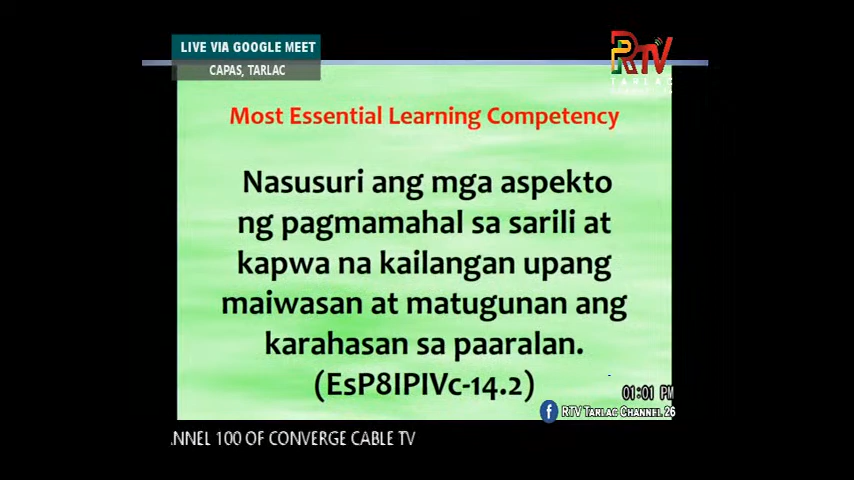 LIVE VIA GOOGLE MEET
CAPAS, TARLAC
RTV
TARLAC
Most Essential Learning Competency
Nasusuri ang mga aspekto
ng pagmamahal sa sarili at
kapwa na kailangan upang
maiwasan at matugunan ang
karahasan sa paaralan.
(EsP8IPIVc-14.2)
01:01 PM
RTV Tarlac Channel 26
NNEL 100 OF CONVERGE CABLE TV